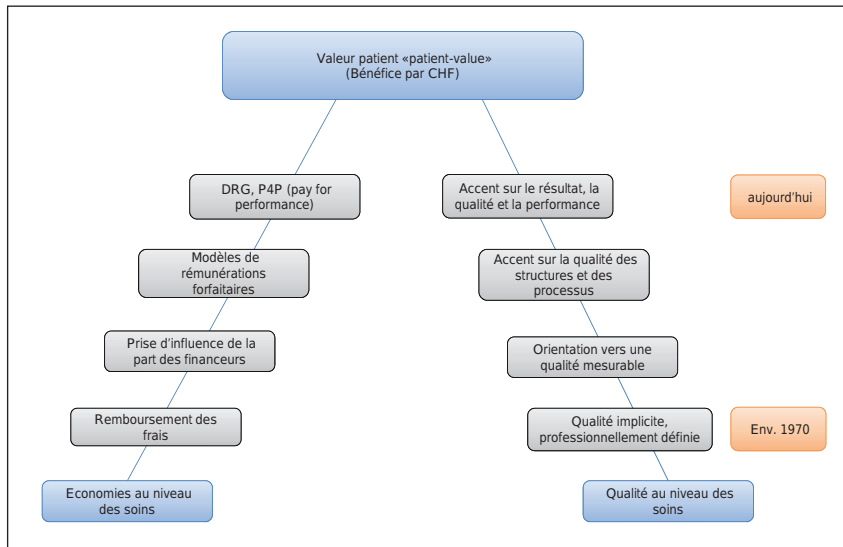 Valeur patient «patient-value»
(Bénéfice par CHF)
DRG, P4P (pay for
performance)
Accent sur le résultat, la
qualité et la performance
aujourd'hui
Modèles de
rémunérations
forfaitaires
Accent sur la qualité des
structures et des
processus
Prise d'influence de la
part des financeurs
Orientation vers une
qualité mesurable
Remboursement des
frais
Qualité implicite,
professionnellement définie
Env. 1970
Economies au niveau
des soins
Qualité au niveau des
soins